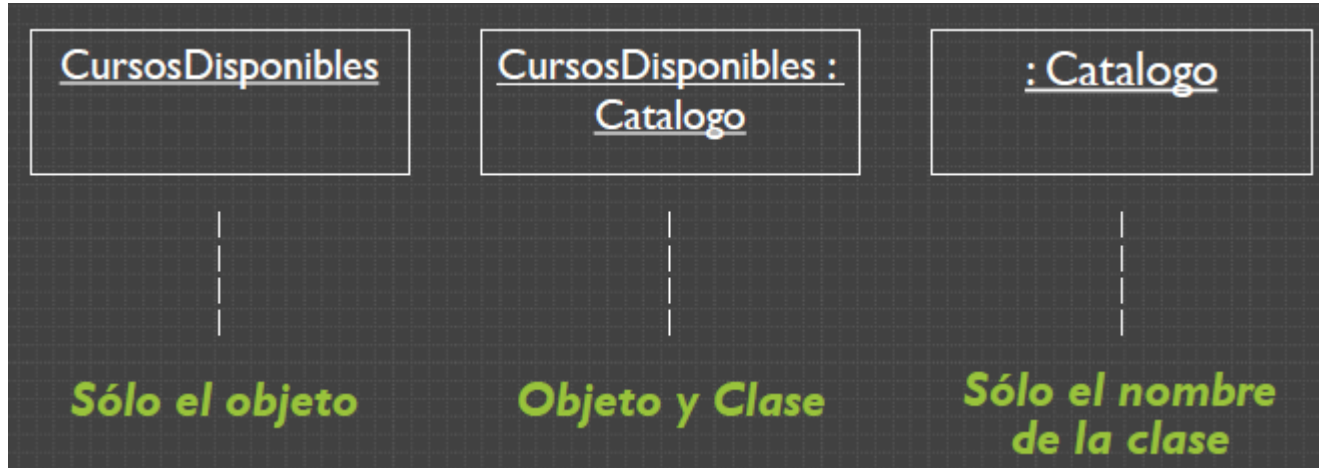 CursosDisponibles
CursosDisponibles :
Catalogo
: Catalogo
Sólo el objeto
Objeto y Clase
Sólo el nombre
de la clase